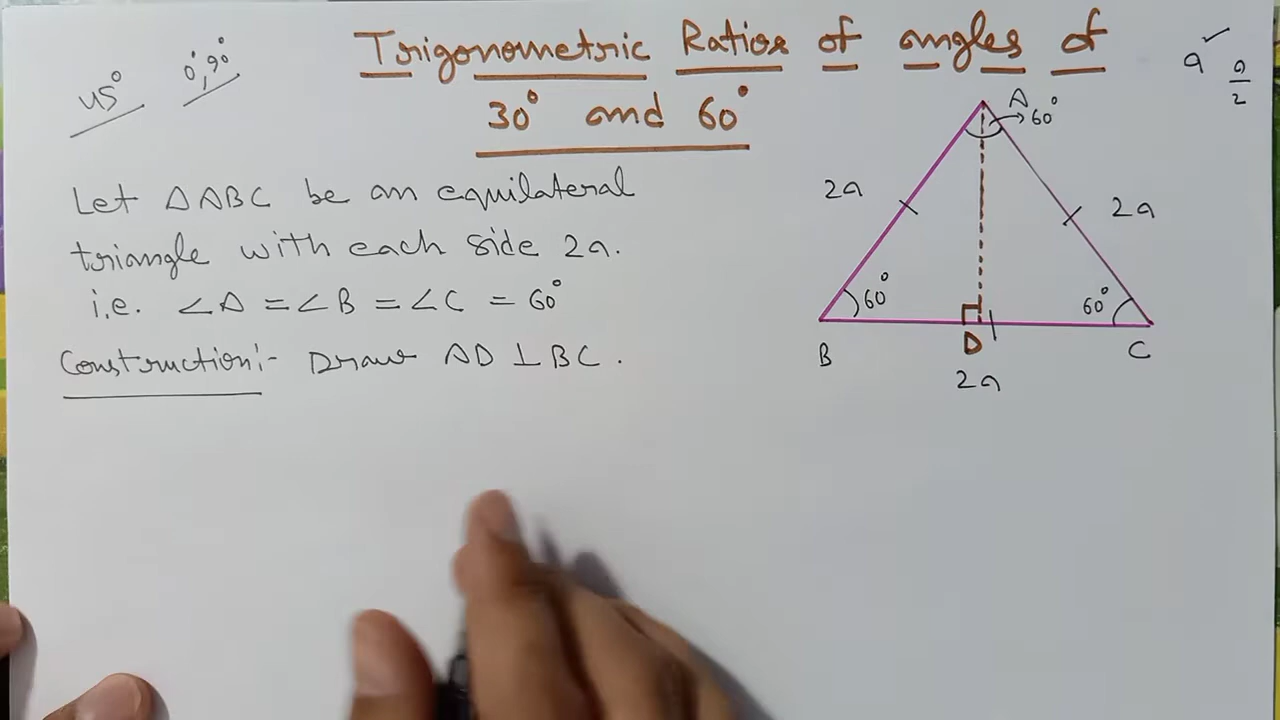 Trigonometric Ratios of angles of
30° and 60°
45°
0°, 90°
a ✓
a/2
Let △ABC be an equilateral
triangle with each side 2a.
i.e. ∠A = ∠B = ∠C = 60°
Construction:- Draw AD ⊥ BC.
A
→60°
2a
2a
60°
60°
B
D
C
2a